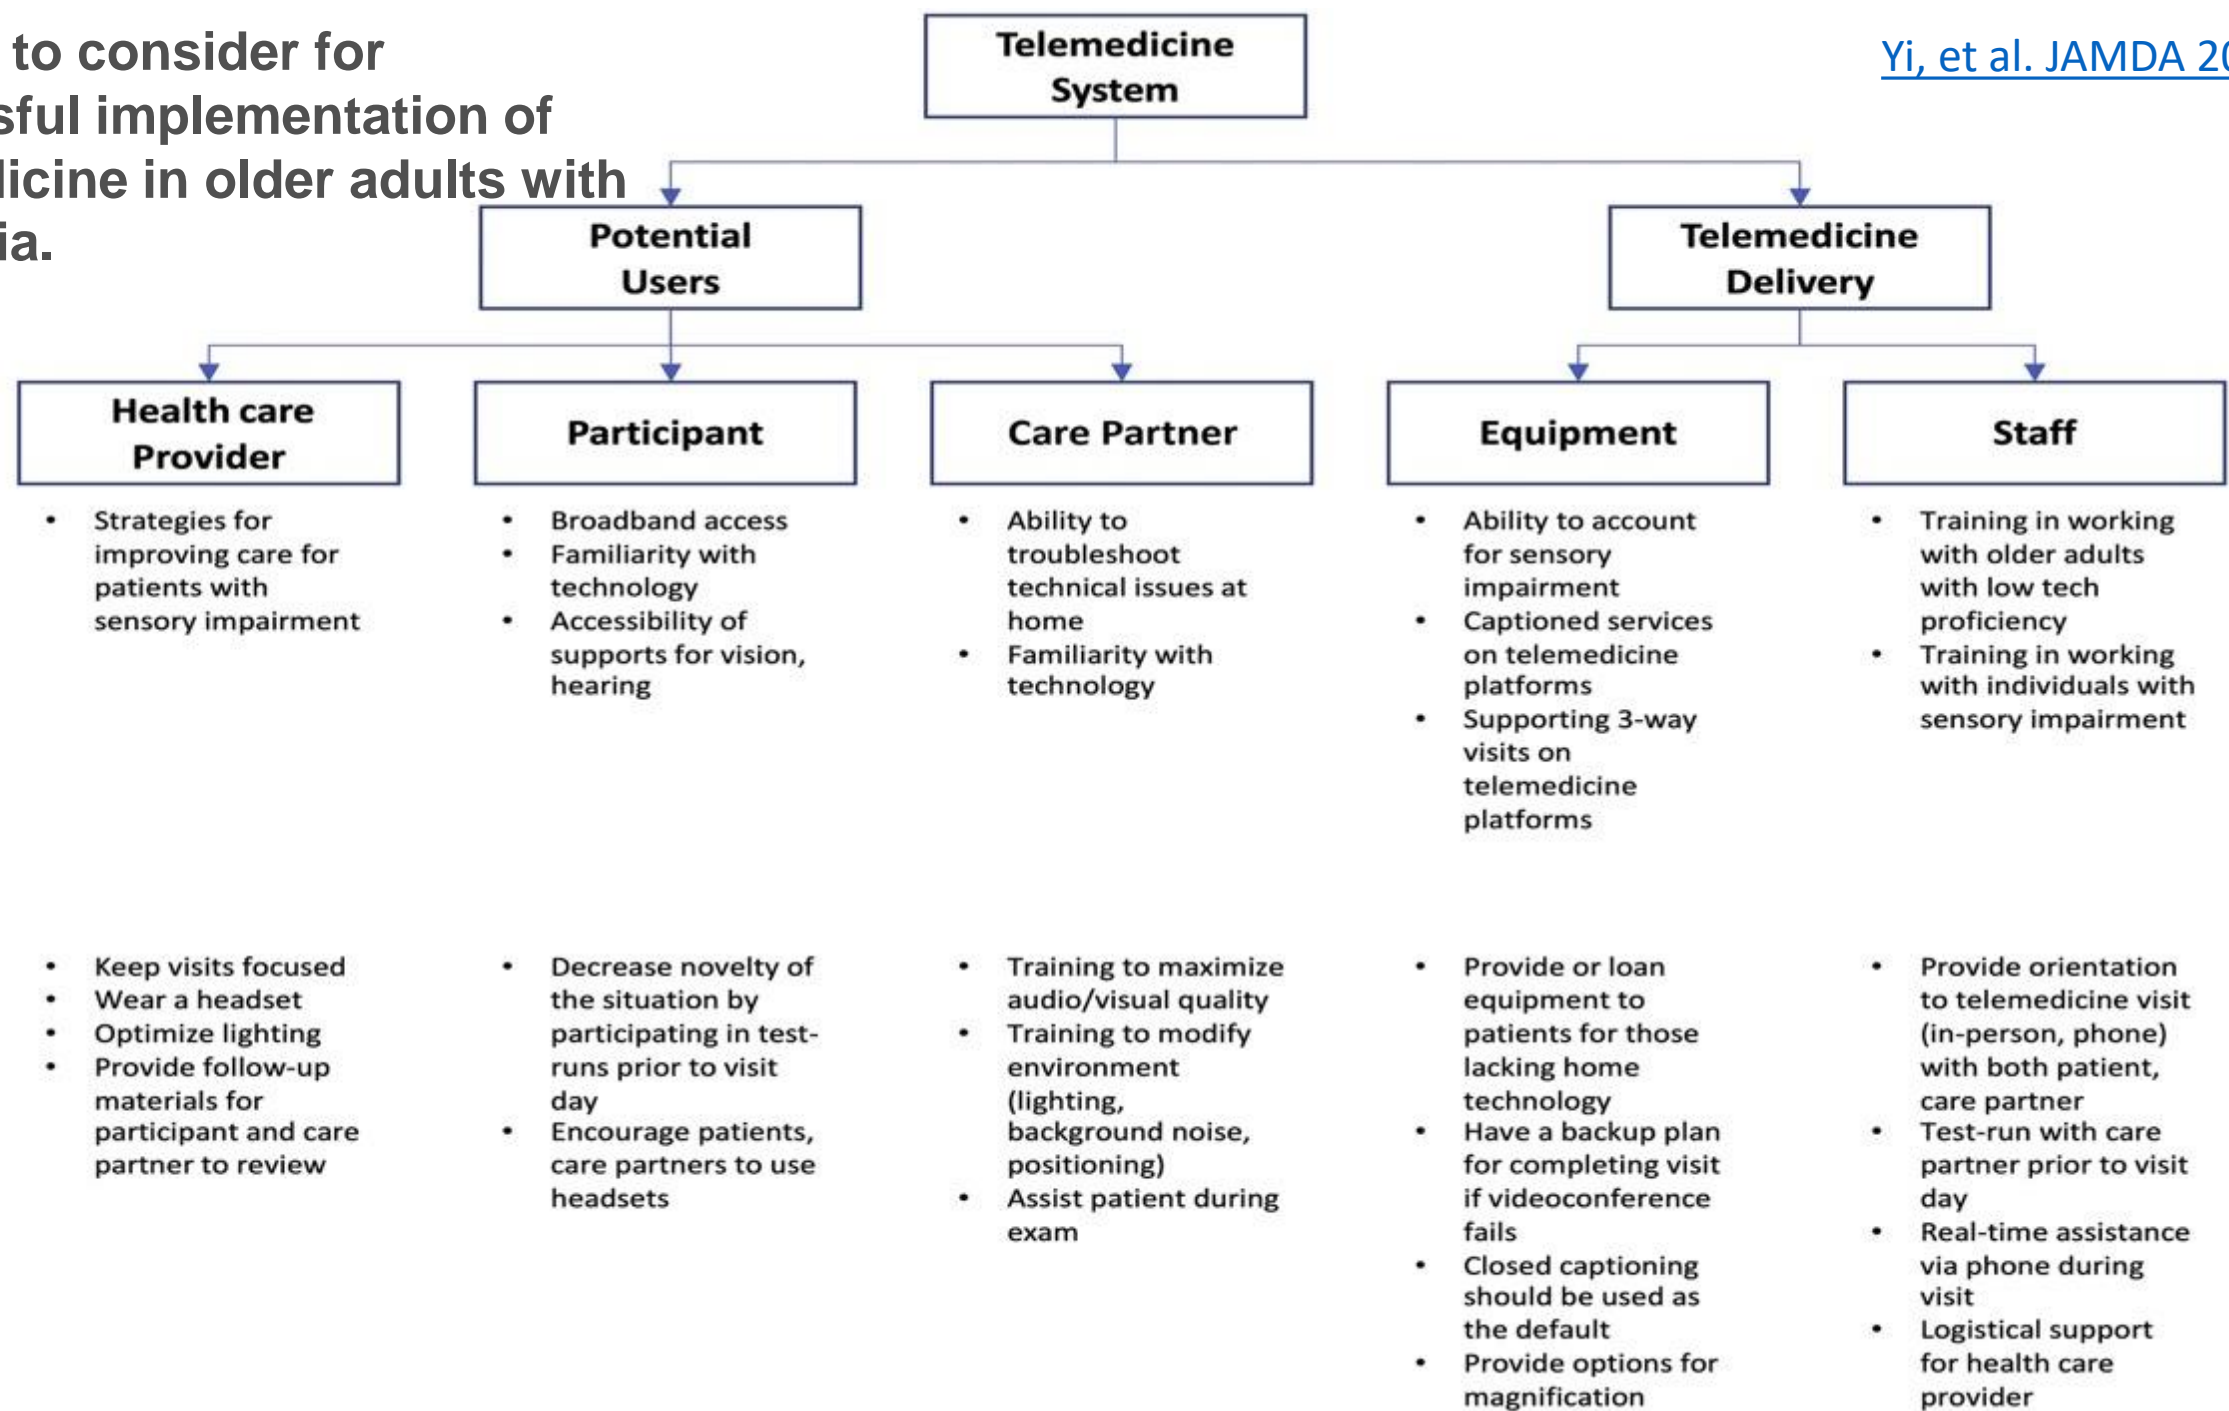 to consider for
implementation of
in older adults with
Yi, et al. JAMDA
Telemedicine
System
Potential
Users
Telemedicine
Delivery
Health care
Provider
• Strategies for
improving care for
patients with
sensory impairment
• Keep visits focused
• Wear a headset
• Optimize lighting
• Provide follow-up
materials for
participant and care
partner to review
Participant
• Broadband access
• Familiarity with
technology
• Accessibility of
supports for vision,
hearing
• Decrease novelty of
the situation by
participating in test-
runs prior to visit
day
• Encourage patients,
care partners to use
headsets
Care Partner
• Ability to
troubleshoot
technical issues at
home
• Familiarity with
technology
• Training to maximize
audio/visual quality
• Training to modify
environment
(lighting,
background noise,
positioning)
• Assist patient during
exam
Equipment
• Ability to account
for sensory
impairment
• Captioned services
on telemedicine
platforms
• Supporting 3-way
visits on
telemedicine
platforms
• Provide or loan
equipment to
patients for those
lacking home
technology
• Have a backup plan
for completing visit
if videoconference
fails
• Closed captioning
should be used as
the default
• Provide options for
magnification
Staff
• Training in working
with older adults
with low tech
proficiency
• Training in working
with individuals with
sensory impairment
• Provide orientation
to telemedicine visit
(in-person, phone)
with both patient,
care partner
• Test-run with care
partner prior to visit
day
• Real-time assistance
via phone during
visit
• Logistical support
for health care
provider